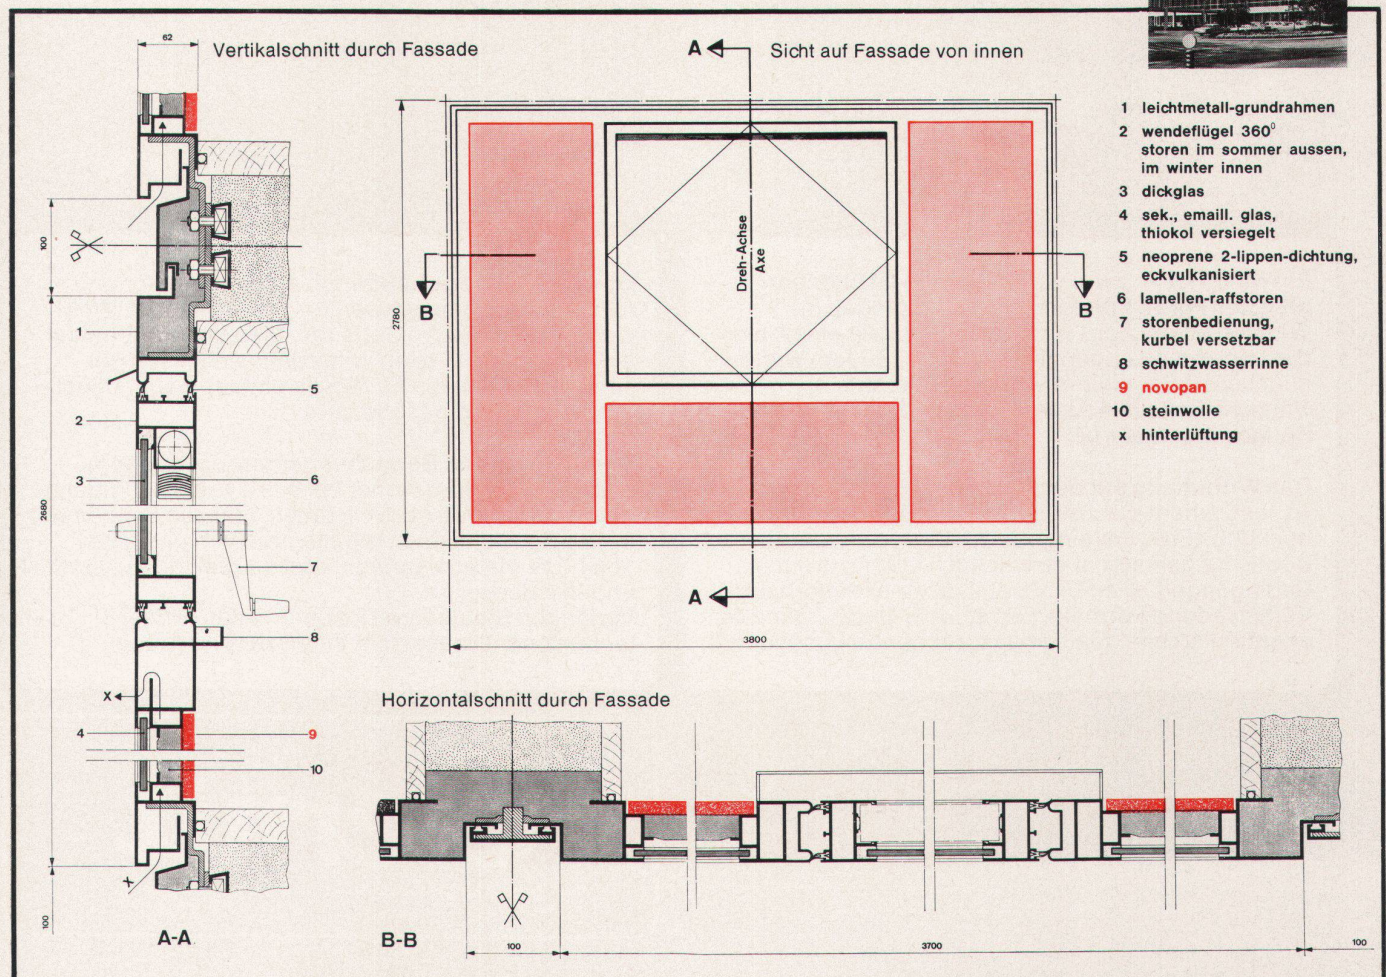 62
Vertikalschnitt durch Fassade
A
Sicht auf Fassade von innen
1 leichtmetall-grundrahmen
2 wendeflügel 360°
storen im sommer aussen,
im winter innen
3 dickglas
4 sek., emaill. glas,
thiokol versiegelt
5 neoprene 2-lippen-dichtung,
eckvulkanisiert
6 lamellen-raffstoren
7 storenbedienung,
kurbel versetzbar
8 schwitzwasserrinne
9 novopan
10 steinwolle
x hinterlüftung
100
1
2
3
2680
5
6
7
8
x
4
9
10
x
100
A-A
2780
B
Dreh-Achse
Axe
B
A
3800
Horizontalschnitt durch Fassade
B-B
100
3700
100